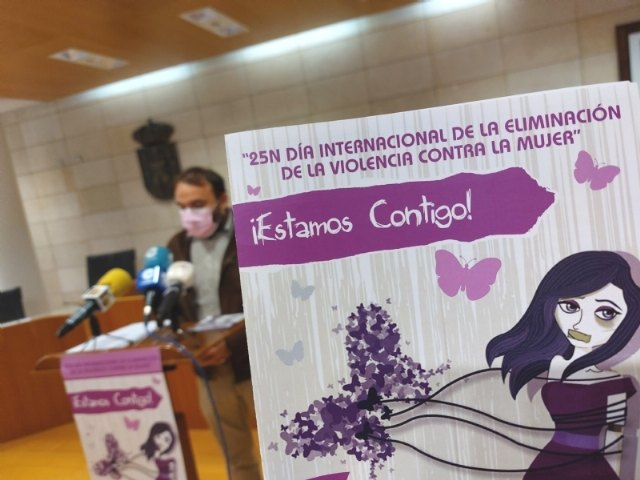 "25N DÍA INTERNACIONAL DE LA ELIMINACIÓN
DE LA VIOLENCIA CONTRA LA MUJER"
¡Estamos Contigo!
¡Estamos Contigo!